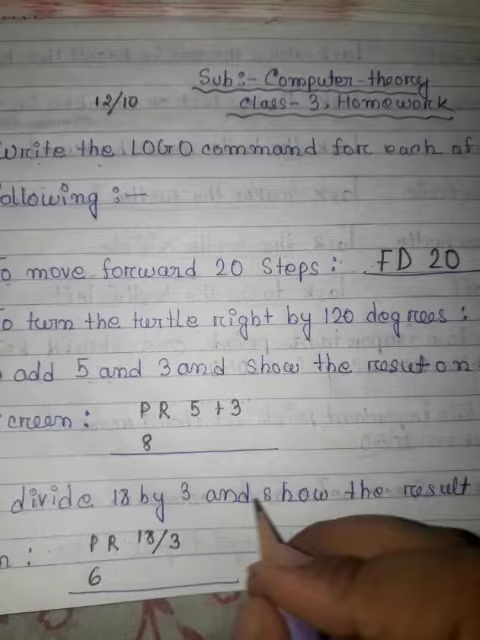 Sub:- Computer-theory
12/10
Class-3. Homework
write the LOGO command for each of
ollowing :-
o move forward 20 Steps:- FD 20
o turn the turtle right by 120 degrees:
add 5 and 3 and show the result on
creen: PR 5 + 3
8
divide 18 by 3 and show the result
n: PR 18/3
6